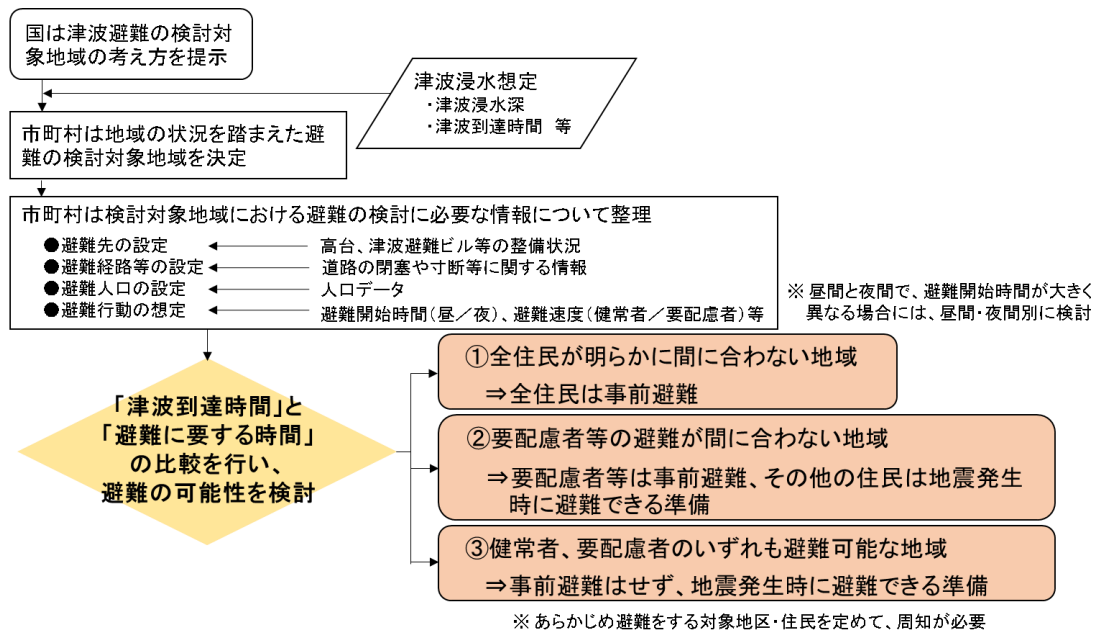 国は津波避難の検討対
象地域の考え方を提示
津波浸水想定
・津波浸水深
・津波到達時間 等
市町村は地域の状況を踏まえた避
難の検討対象地域を決定
市町村は検討対象地域における避難の検討に必要な情報について整理
●避難先の設定 高台、津波避難ビル等の整備状況
●避難経路等の設定 道路の閉塞や寸断等に関する情報
●避難人口の設定 人口データ
●避難行動の想定 避難開始時間(昼/夜)、避難速度(健常者/要配慮者)等
※ 昼間と夜間で、避難開始時間が大きく
異なる場合には、昼間・夜間別に検討
「津波到達時間」と
「避難に要する時間」
の比較を行い、
避難の可能性を検討
①全住民が明らかに間に合わない地域
⇒全住民は事前避難
②要配慮者等の避難が間に合わない地域
⇒要配慮者等は事前避難、その他の住民は地震発生
時に避難できる準備
③健常者、要配慮者のいずれも避難可能な地域
⇒事前避難はせず、地震発生時に避難できる準備
※ あらかじめ避難をする対象地区・住民を定めて、周知が必要